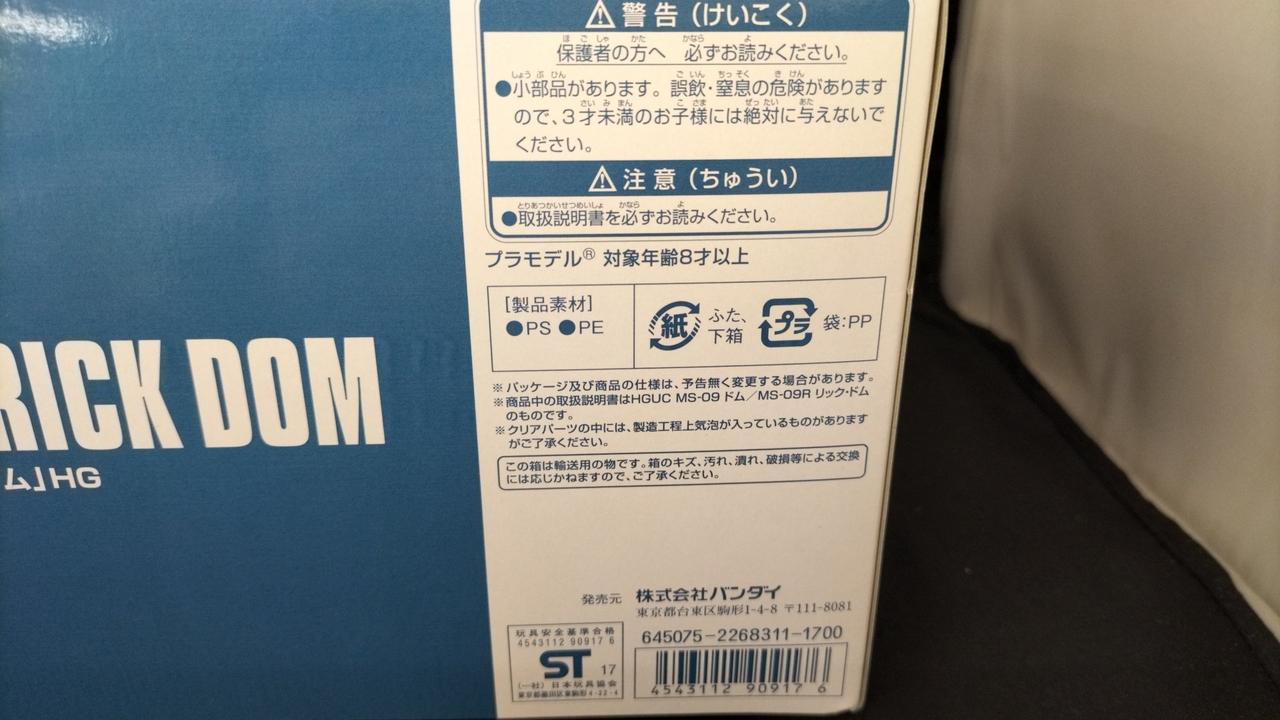 ⚠警告（けいこく）
保護者の方へ 必ずお読みください。
●小部品があります。誤飲・窒息の危険があります
ので、3才未満のお子様には絶対に与えないで
ください。
⚠注意（ちゅうい）
●取扱説明書を必ずお読みください。
プラモデル® 対象年齢8才以上
[製品素材]
●PS ●PE
紙 ふた、
下箱
プラ 袋:PP
RICK DOM
ム」HG
※パッケージ及び商品の仕様は、予告無く変更する場合があります。
※商品中の取扱説明書はHGUC MS-09 ドム／MS-09R リック・ドム
のものです。
※クリアパーツの中には、製造工程上気泡が入っているものがあります
がご了承ください。
この箱は輸送用の物です。箱のキズ、汚れ、潰れ、破損等による交換
には応じかねますので、ご了承ください。
発売元 株式会社バンダイ
東京都台東区駒形1-4-8 〒111-8081
645075-2268311-1700
玩具安全基準合格
4543112 90917 6
ST 17
(一社)日本玩具協会
東京都墨田区東駒形4-22-4
4543112 90917 6